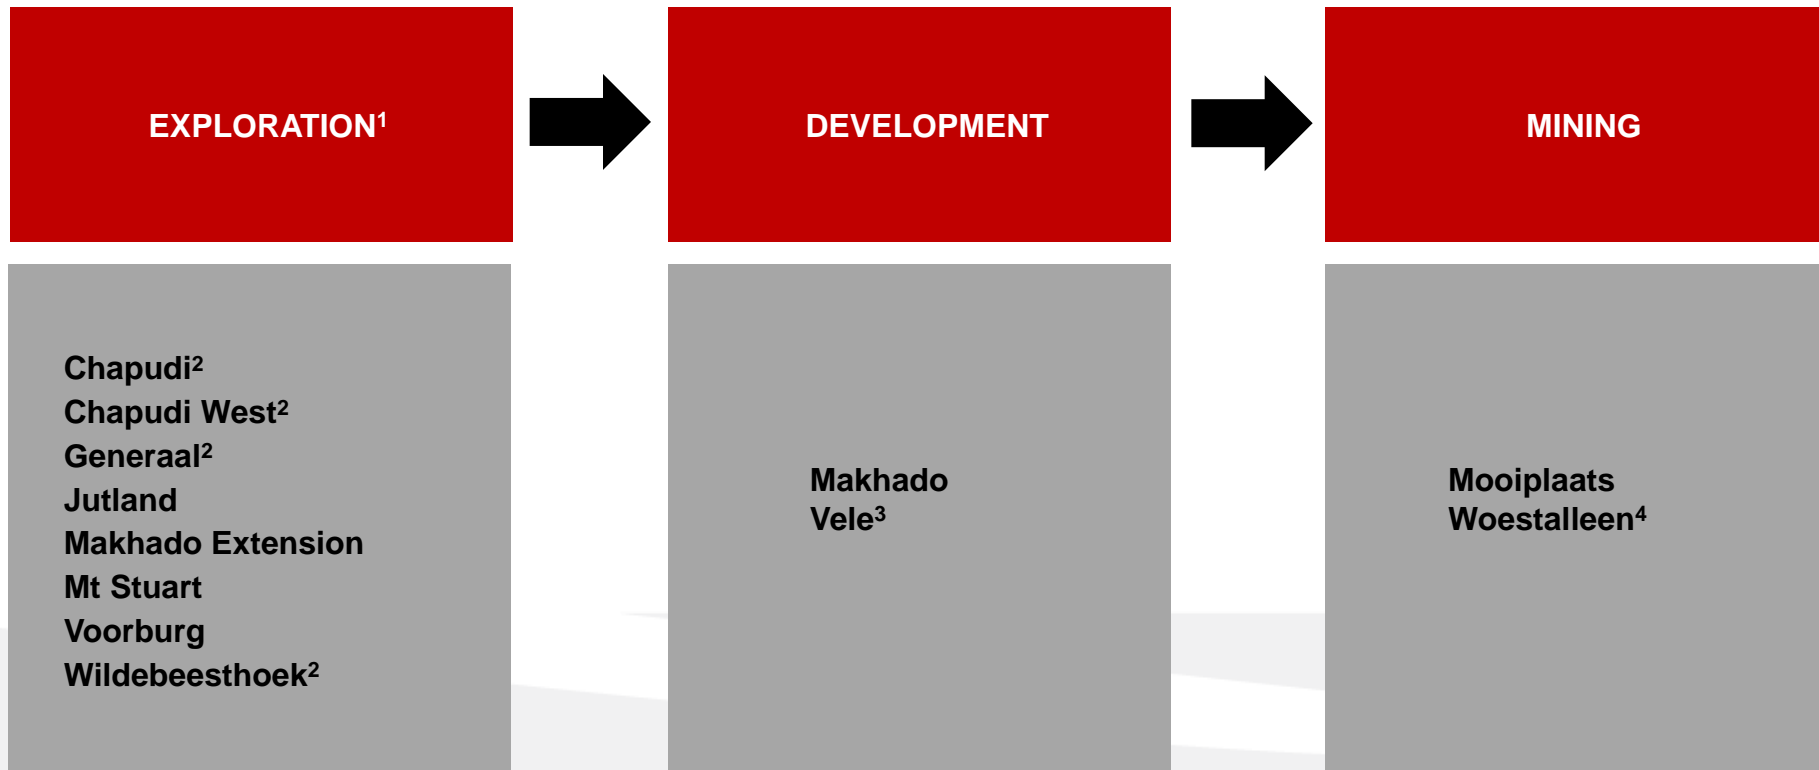 EXPLORATION¹
DEVELOPMENT
MINING
Chapudi²
Chapudi West²
Generaal²
Jutland
Makhado Extension
Mt Stuart
Voorburg
Wildebeesthoek²
Makhado
Vele³
Mooiplaats
Woestalleen⁴